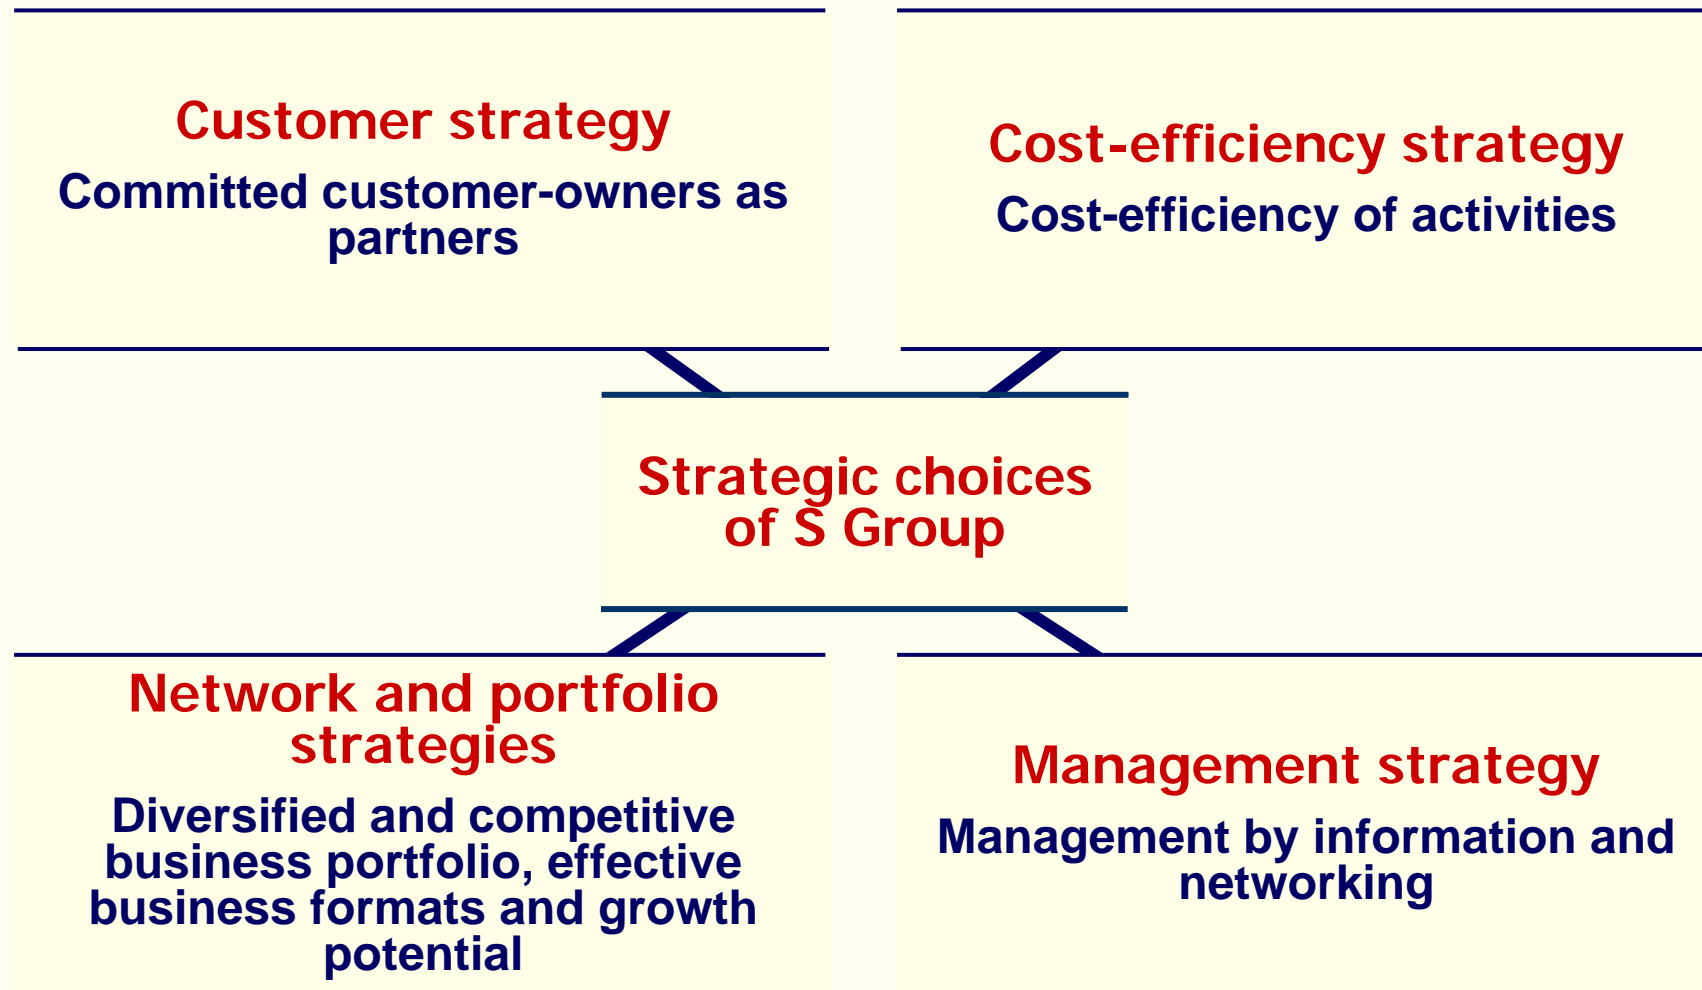 Customer strategy
Committed customer-owners as
partners
Cost-efficiency strategy
Cost-efficiency of activities
Strategic choices
of S Group
Network and portfolio
strategies
Diversified and competitive
business portfolio, effective
business formats and growth
potential
Management strategy
Management by information and
networking